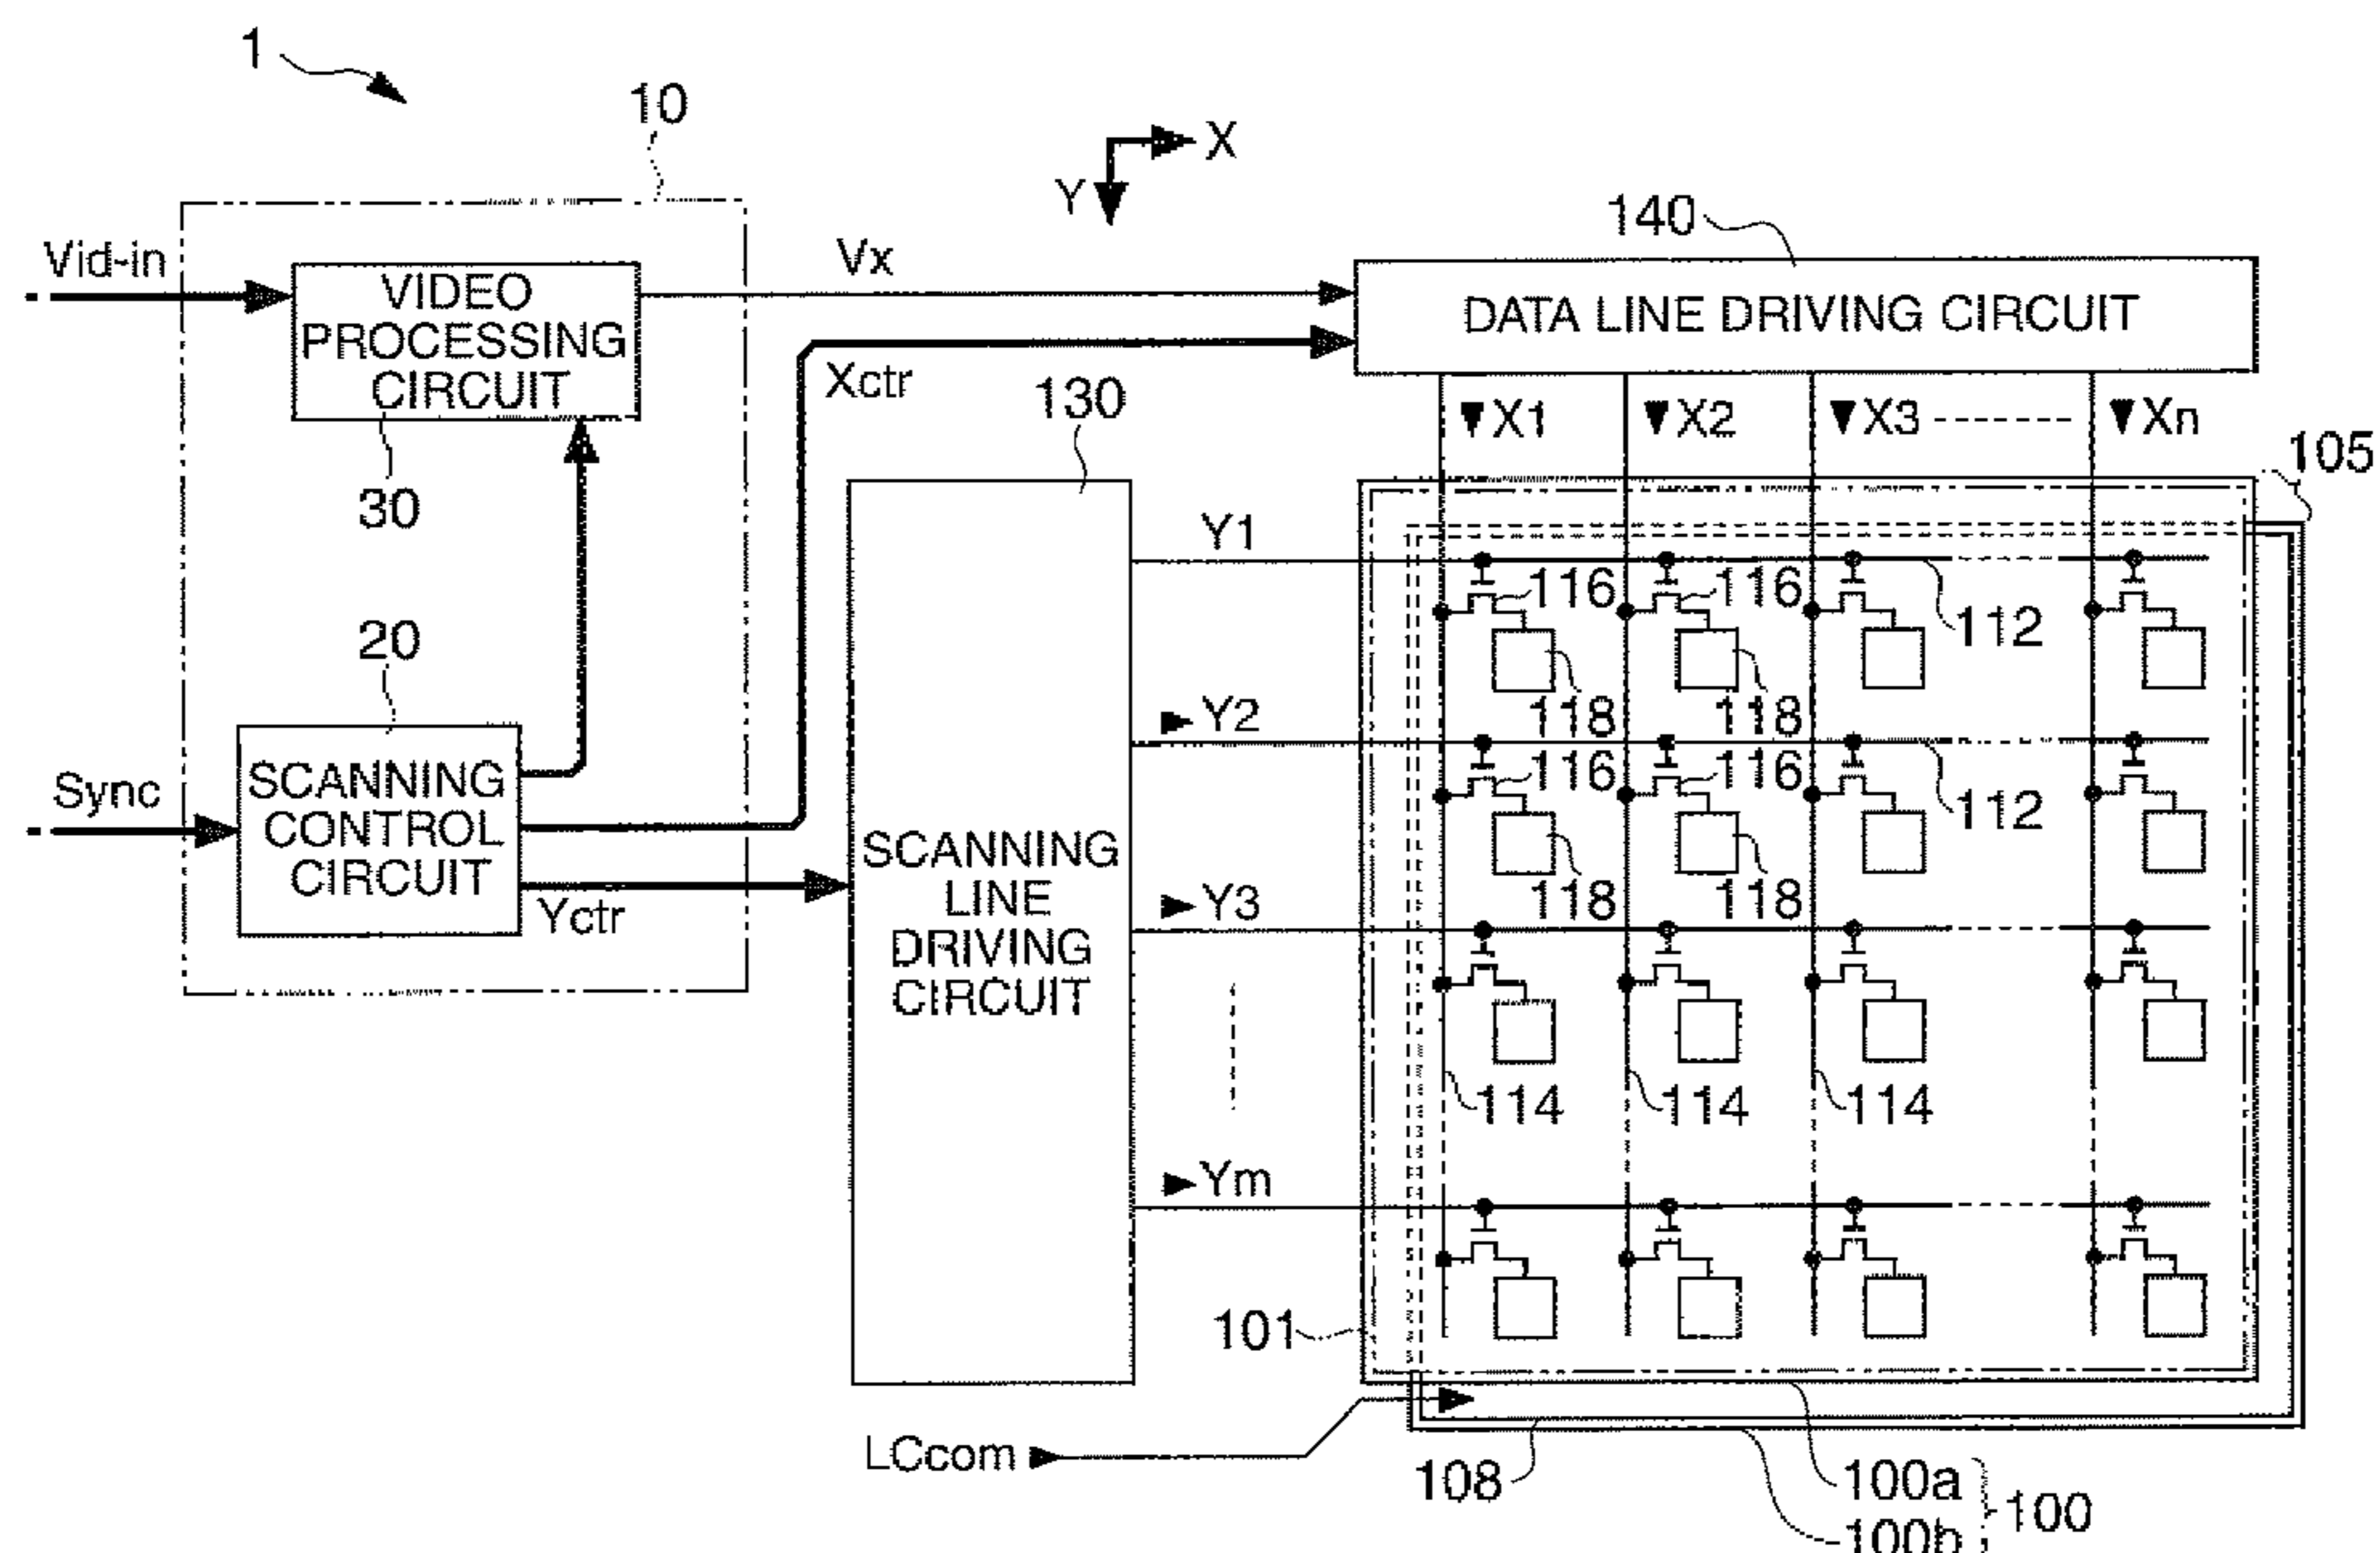 1
10
X
Y
140
Vid-in
VIDEO
PROCESSING
CIRCUIT
Vx
DATA LINE DRIVING CIRCUIT
Xctr
130
X1
X2
X3
Xn
105
30
Y1
116
116
112
20
118
118
Y2
Sync
SCANNING
CONTROL
CIRCUIT
116
116
112
Yctr
SCANNING
LINE
DRIVING
CIRCUIT
118
118
Y3
114
114
114
Ym
101
LCcom
108
100a
100
100b